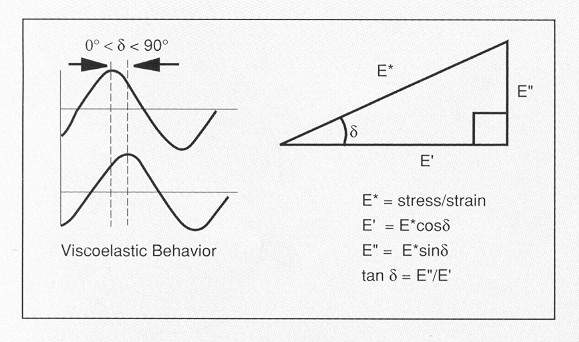 0° < δ < 90°
Viscoelastic Behavior
E*
E"
δ
E'
E* = stress/strain
E' = E*cosδ
E" = E*sinδ
tan δ = E"/E'